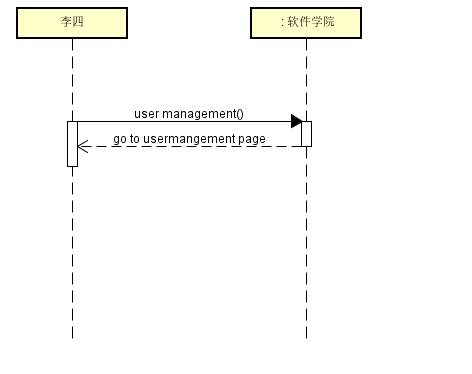 李四
: 软件学院
user management()
go to usermangement page